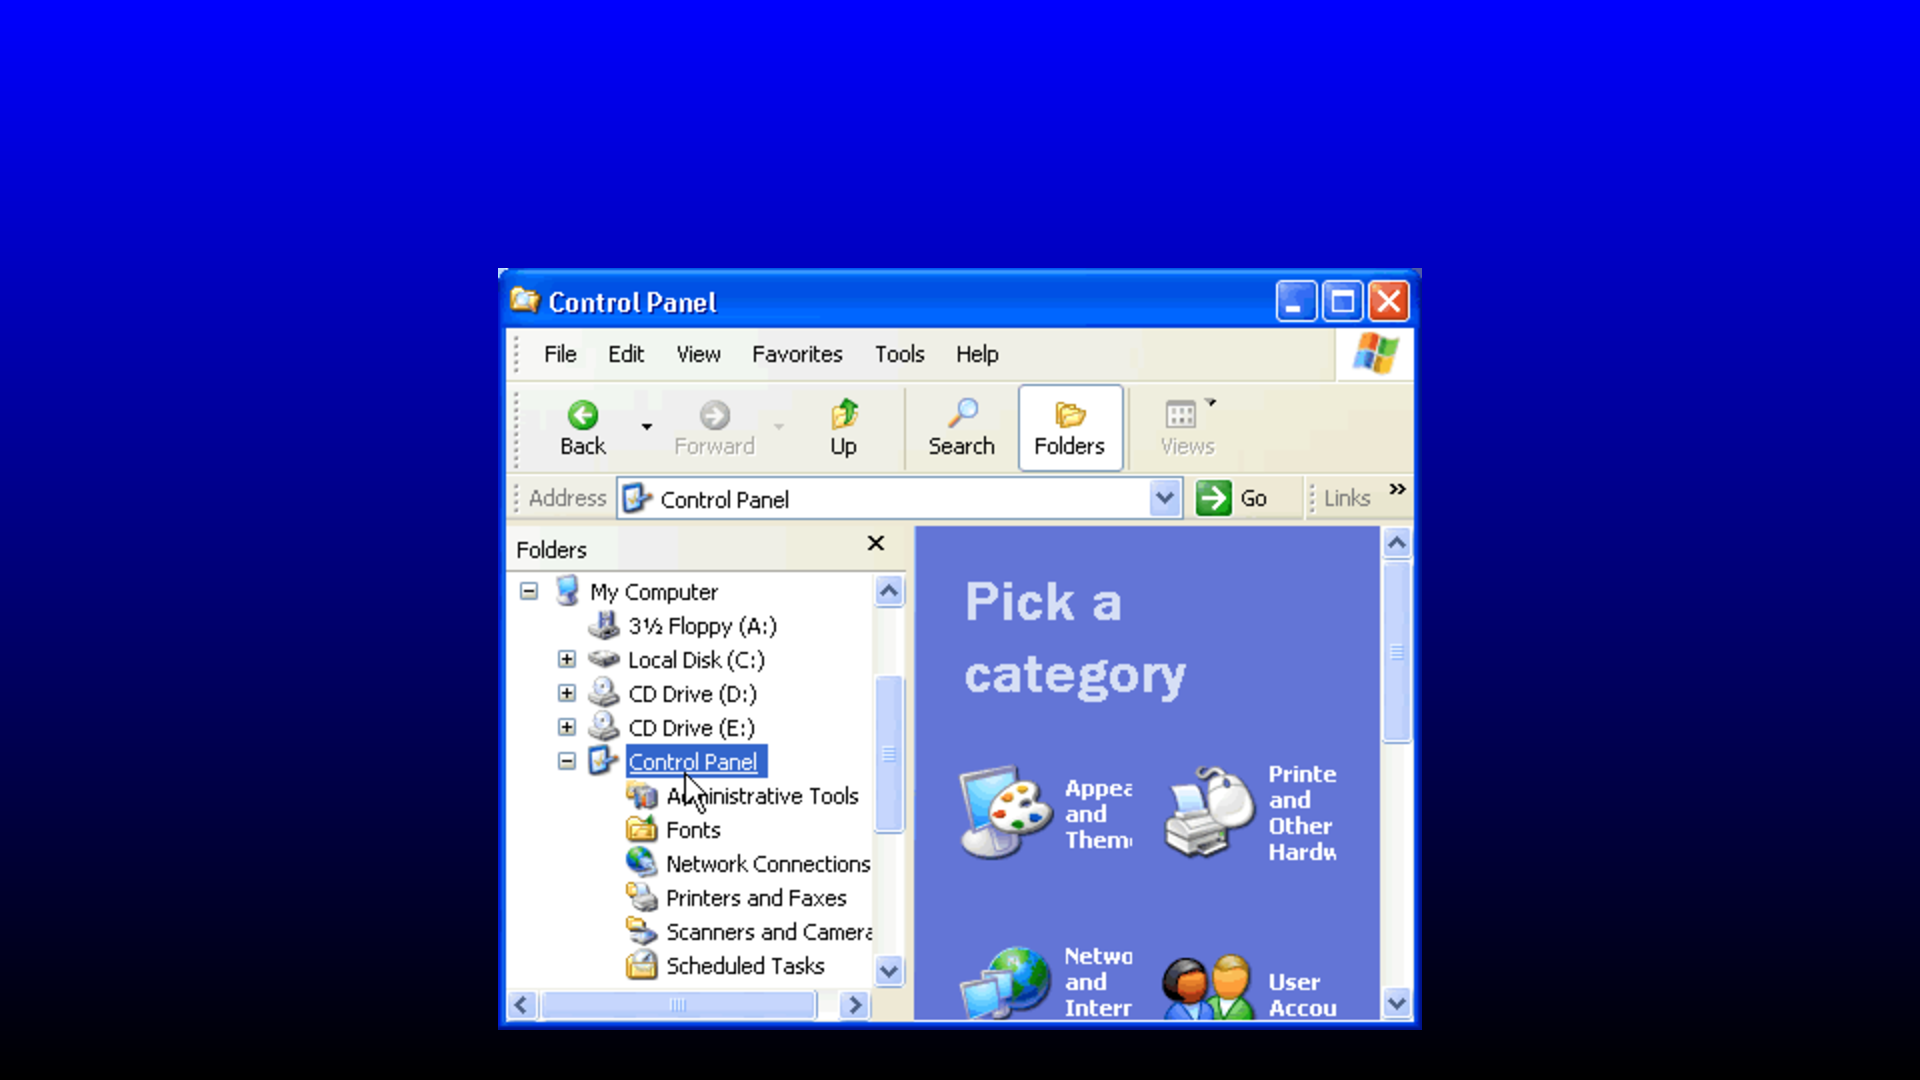 Control Panel
File Edit View Favorites Tools Help
Back Forward Up Search Folders Views
Address Control Panel Go Links »
Folders
My Computer
3½ Floppy (A:)
Local Disk (C:)
CD Drive (D:)
CD Drive (E:)
Control Panel
Administrative Tools
Fonts
Network Connections
Printers and Faxes
Scanners and Camera
Scheduled Tasks
Pick a
category
Appea
and
Them
Printe
and
Other
Hardw
Netwo
and
Intern
User
Accou